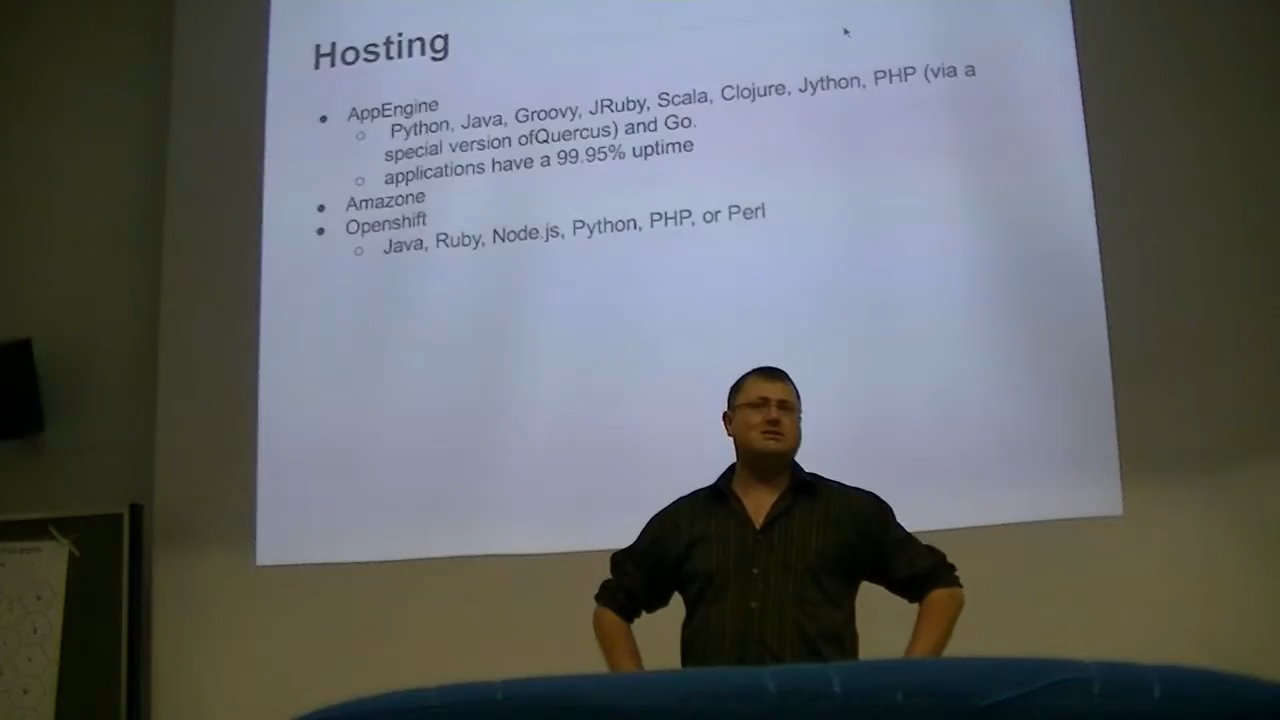 Hosting
● AppEngine
○ Python, Java, Groovy, JRuby, Scala, Clojure, Jython, PHP (via a
special version ofQuercus) and Go.
○ applications have a 99.95% uptime
● Amazone
● Openshift
○ Java, Ruby, Node.js, Python, PHP, or Perl